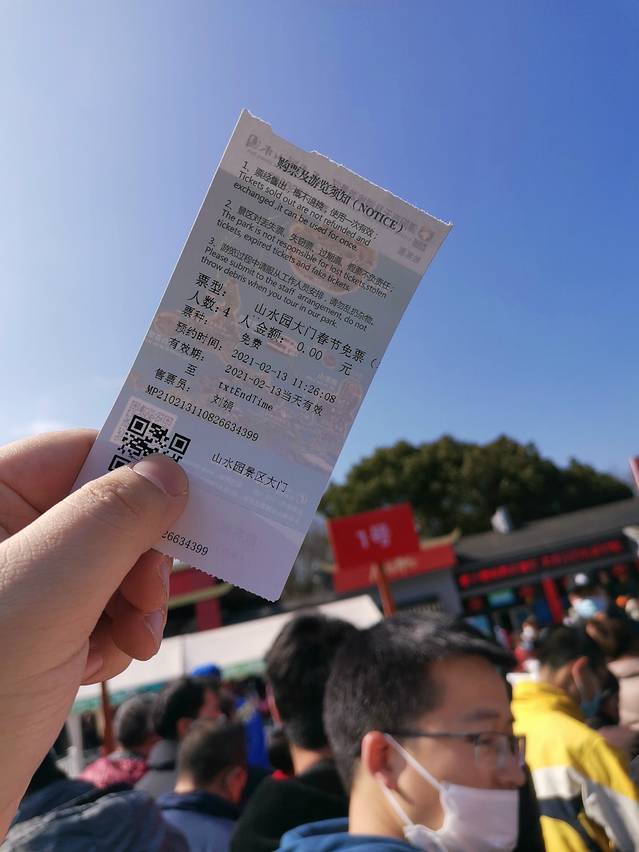 购票及游览须知（NOTICE）
1、票经售出，概不退换，使用一次有效；
Tickets sold out are not refunded and
exchanged ,it can be used for once.
2、景区对丢失票、失窃票、过期票、假票不负责任；
The park is not responsible for lost tickets,stolen
tickets, expired tickets and fake tickets.
3、游览过程中请服从工作人员安排，请勿乱扔杂物。
Please submit to the staff arrangement, do not
throw debris when you tour in our park.
票型：山水园大门春节免票（
人数：4 人金额：0.00 元
票种：免费
预约时间：2021-02-13 11:26:08
有效期：2021-02-13当天有效
至 txtEndTime
售票员：刘娟
MP210213110826634399
山水园景区大门
26634399
1号